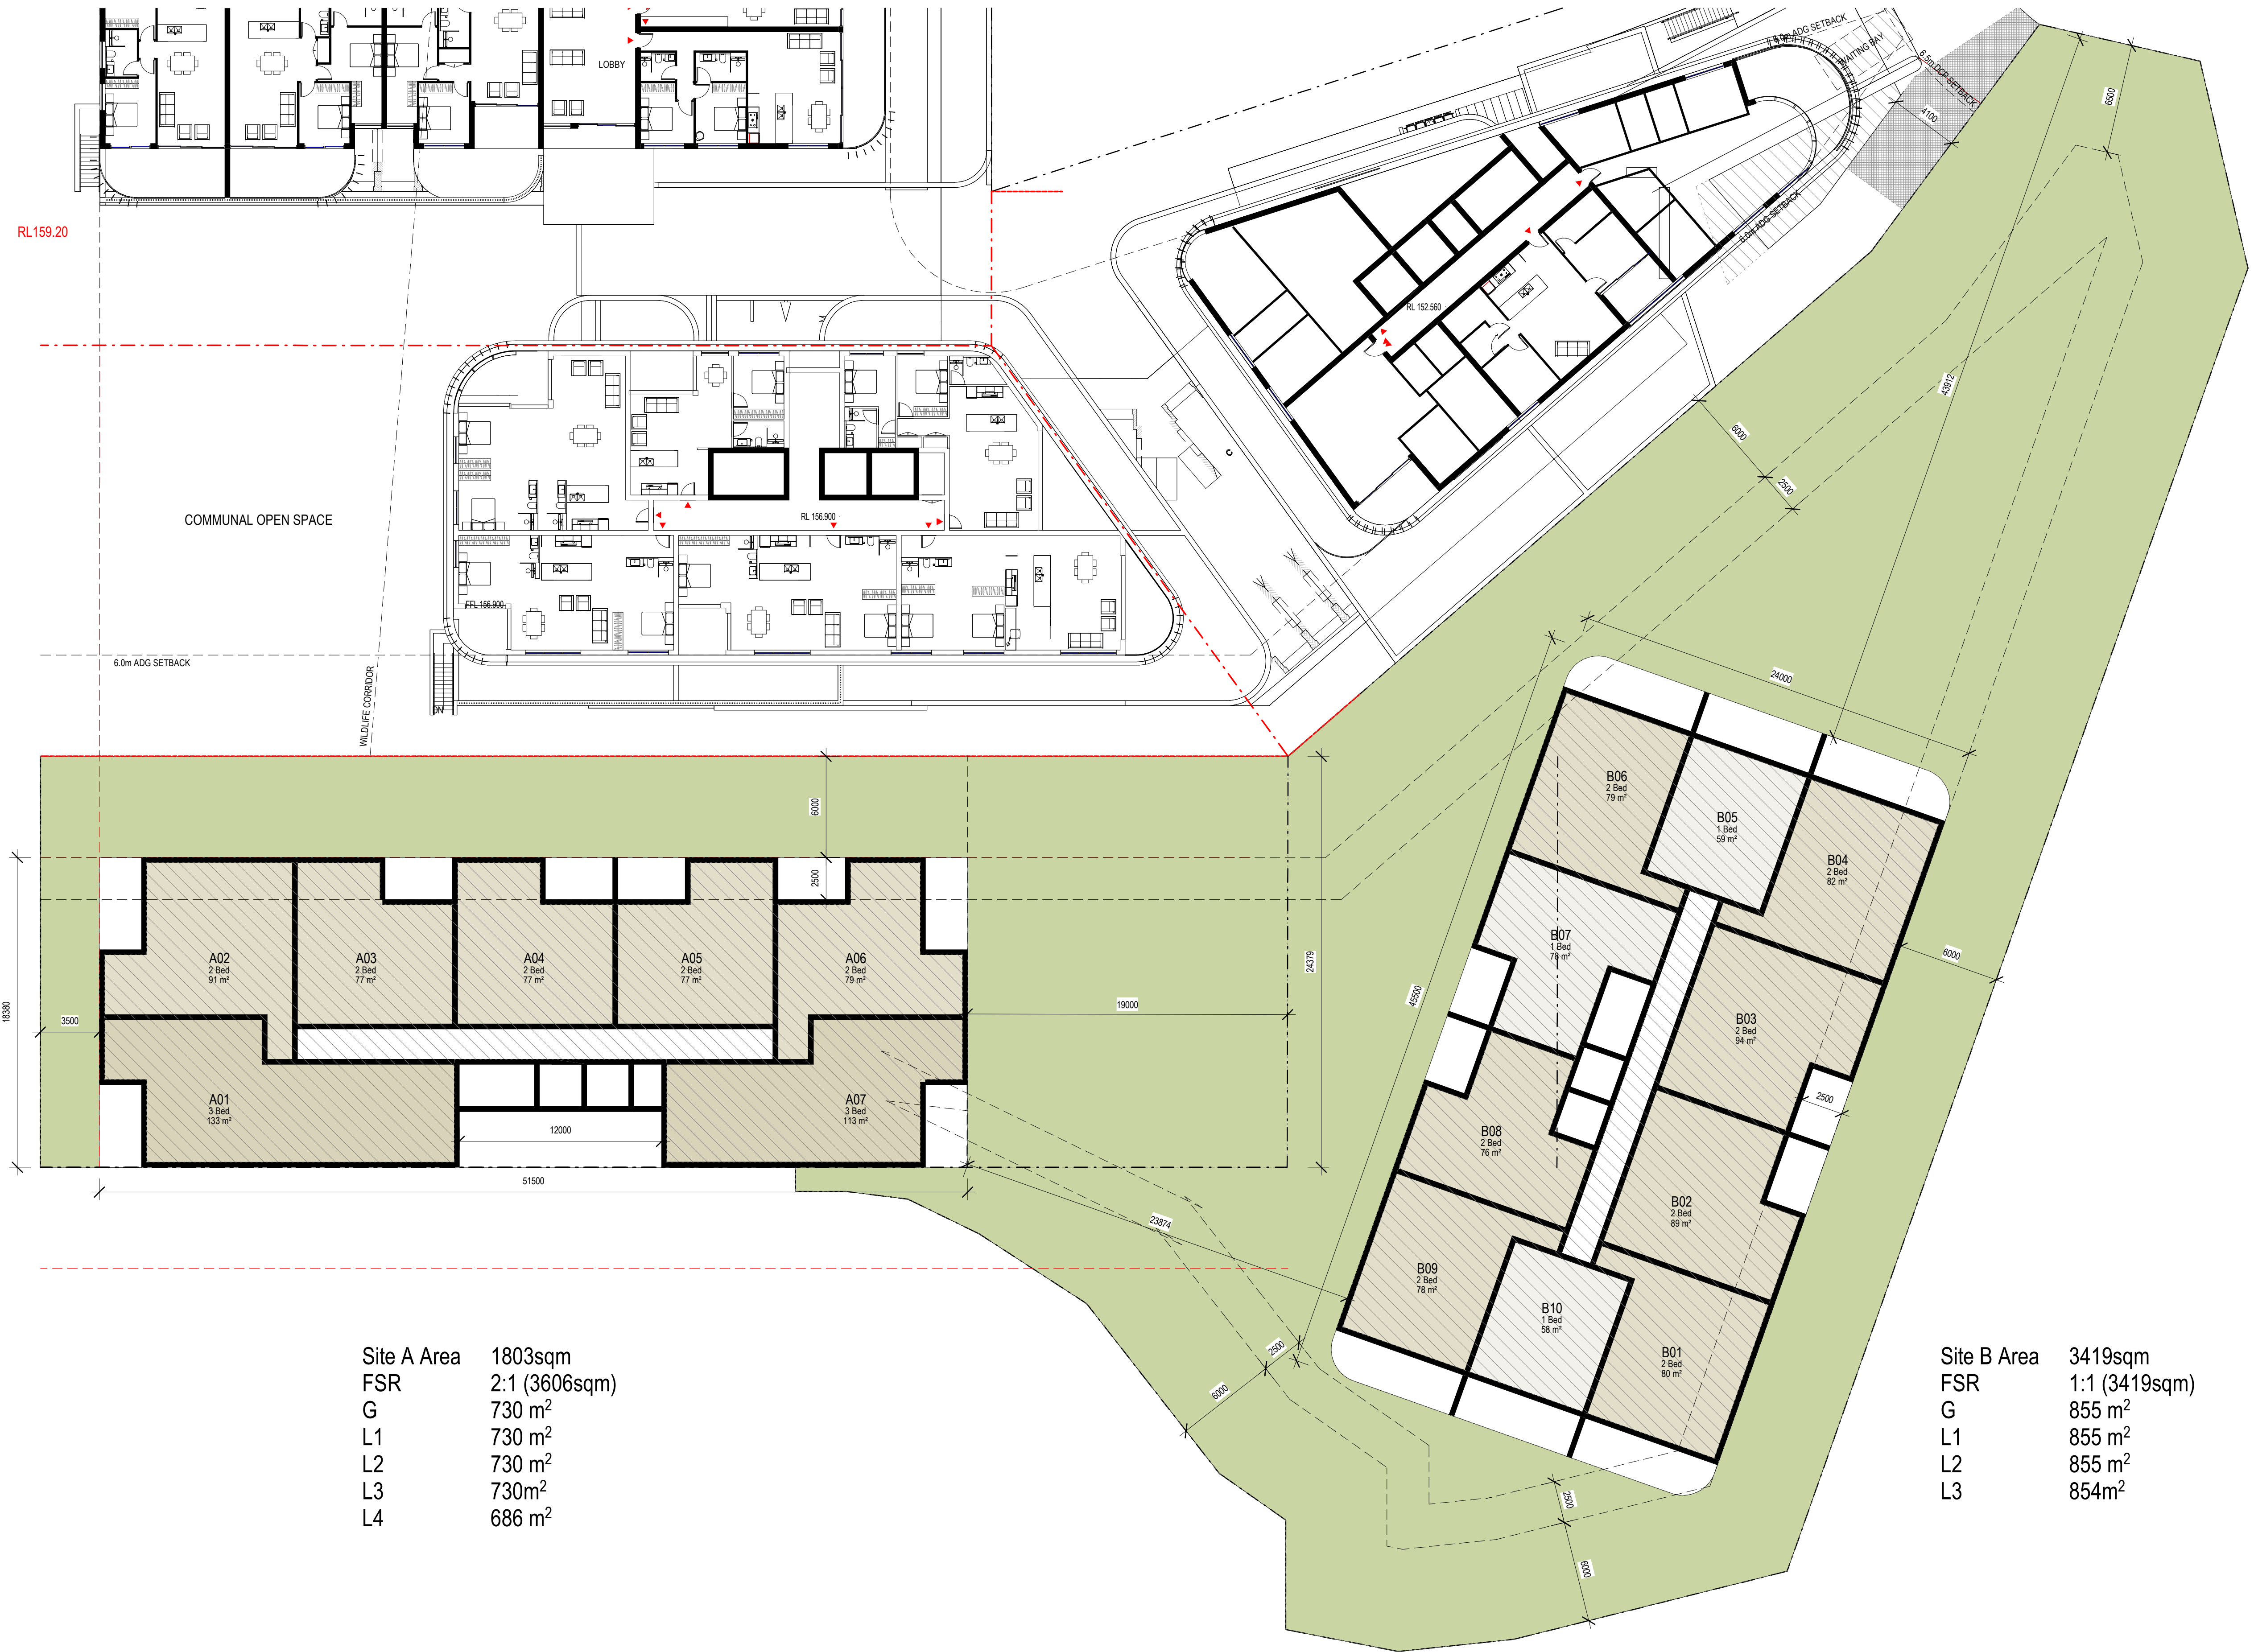 LOBBY
6.0m ADG SETBACK
WAITING BAY
6.5m DCP SETBACK
4100
6500
RL159.20
6.0m ADG SETBACK
RL 152.560
43912
6000
2500
COMMUNAL OPEN SPACE
RL 156.900
C
FFL 156.900
6.0m ADG SETBACK
WILDLIFE CORRIDOR
DN
24000
6000
2500
B06
2 Bed
79 m²
B05
1 Bed
59 m²
B04
2 Bed
82 m²
A02
2 Bed
91 m²
A03
2 Bed
77 m²
A04
2 Bed
77 m²
A05
2 Bed
77 m²
A06
2 Bed
79 m²
B07
1 Bed
78 m²
6000
18380
3500
19000
24379
45500
B03
2 Bed
94 m²
2500
A01
3 Bed
133 m²
A07
3 Bed
113 m²
12000
B08
2 Bed
76 m²
51500
23874
B02
2 Bed
89 m²
B09
2 Bed
78 m²
B10
1 Bed
58 m²
B01
2 Bed
80 m²
2500
6000
2500
6000
Site A Area 1803sqm
FSR 2:1 (3606sqm)
G 730 m²
L1 730 m²
L2 730 m²
L3 730m²
L4 686 m²
Site B Area 3419sqm
FSR 1:1 (3419sqm)
G 855 m²
L1 855 m²
L2 855 m²
L3 854m²